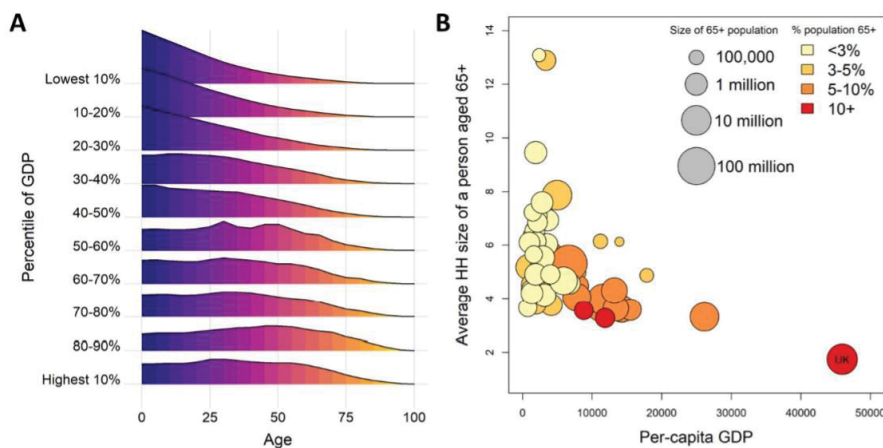 A
Percentile of GDP
Lowest 10%
10-20%
20-30%
30-40%
40-50%
50-60%
60-70%
70-80%
80-90%
Highest 10%
0 25 50 75 100
Age
B
Average HH size of a person aged 65+
14
12
10
8
6
4
2
Size of 65+ population
100,000
1 million
10 million
100 million
% population 65+
<3%
3-5%
5-10%
10+
UK
0 10000 20000 30000 40000 50000
Per-capita GDP